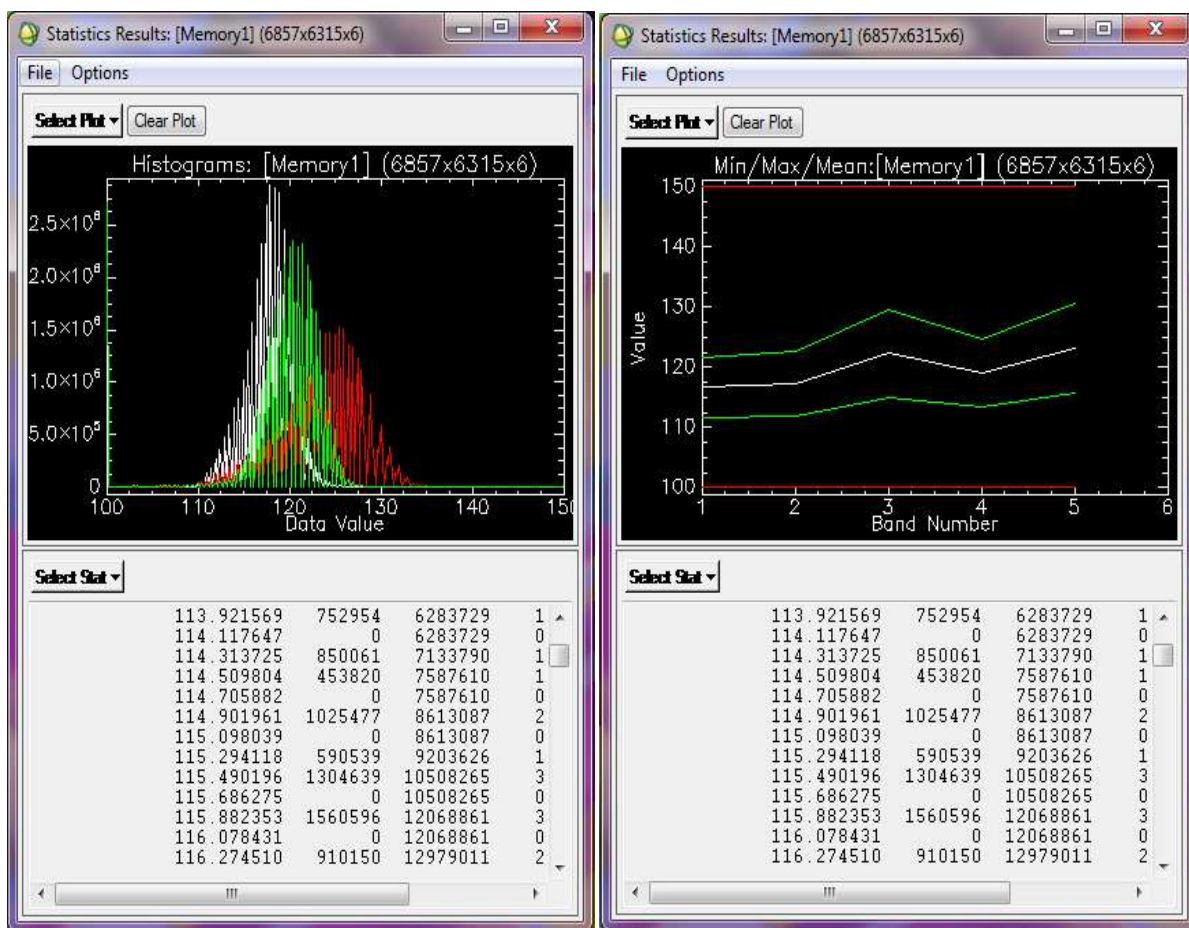 Statistics Results: [Memory1] (6857x6315x6)
File Options
Select Plot Clear Plot
Histograms: [Memory1] (6857x6315x6)
2.5×10⁶
2.0×10⁶
1.5×10⁶
1.0×10⁶
5.0×10⁵
0
100 110 120 130 140 150
Data Value
Select Stat
113.921569 752954 6283729 1
114.117647 0 6283729 0
114.313725 850061 7133790 1
114.509804 453820 7587610 1
114.705882 0 7587610 0
114.901961 1025477 8613087 2
115.098039 0 8613087 0
115.294118 590539 9203626 1
115.490196 1304639 10508265 3
115.686275 0 10508265 0
115.882353 1560596 12068861 3
116.078431 0 12068861 0
116.274510 910150 12979011 2
Statistics Results: [Memory1] (6857x6315x6)
File Options
Select Plot Clear Plot
Min/Max/Mean:[Memory1] (6857x6315x6)
150
140
130
120
110
100
Value
1 2 3 4 5 6
Band Number
Select Stat
113.921569 752954 6283729 1
114.117647 0 6283729 0
114.313725 850061 7133790 1
114.509804 453820 7587610 1
114.705882 0 7587610 0
114.901961 1025477 8613087 2
115.098039 0 8613087 0
115.294118 590539 9203626 1
115.490196 1304639 10508265 3
115.686275 0 10508265 0
115.882353 1560596 12068861 3
116.078431 0 12068861 0
116.274510 910150 12979011 2